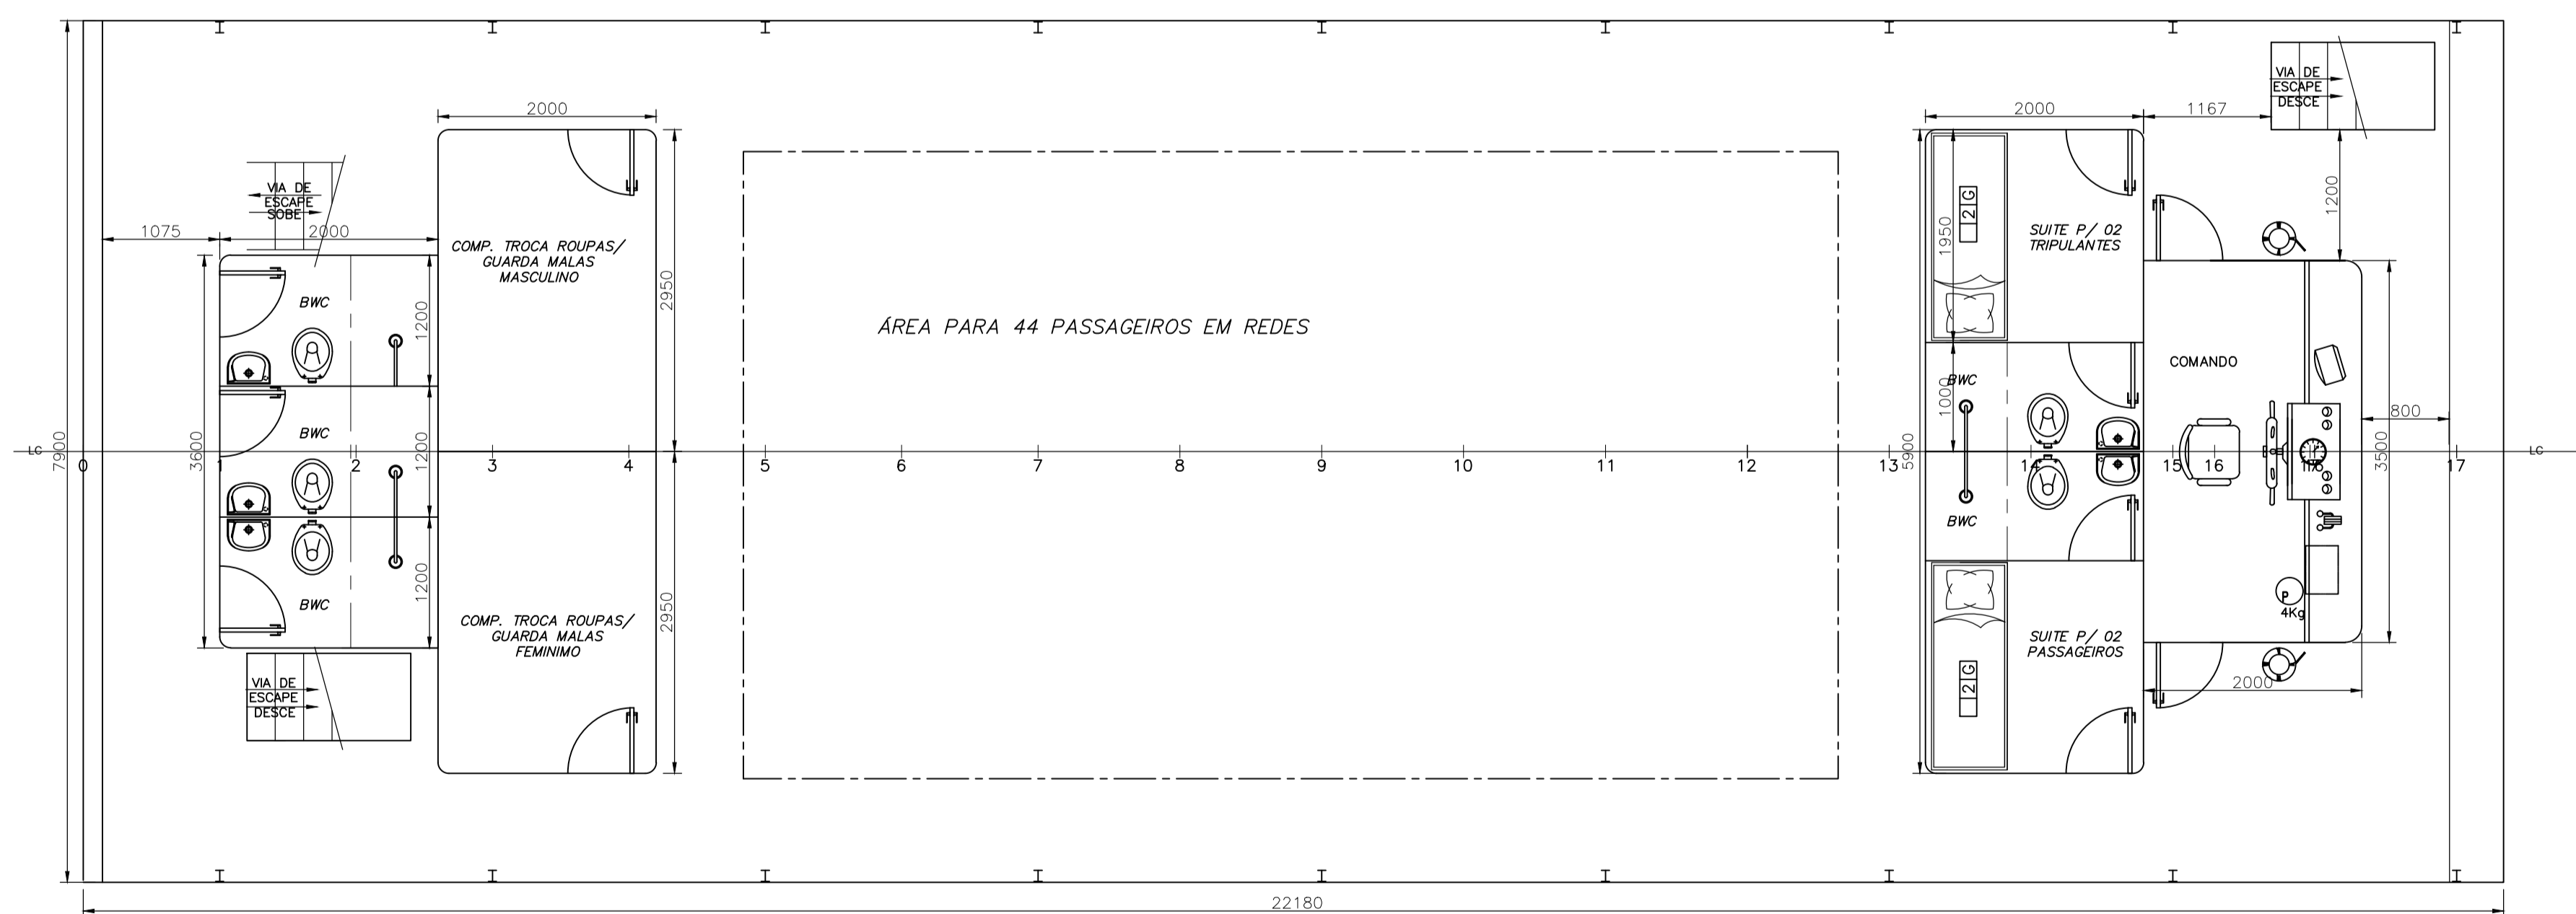 VIA DE
ESCAPE
DESCE
2000
2000
1167
VIA DE
ESCAPE
SOBE
1200
1075
2000
COMP. TROCA ROUPAS/
GUARDA MALAS
MASCULINO
2950
2 G
1950
SUITE P/ 02
TRIPULANTES
BWC
1200
ÁREA PARA 44 PASSAGEIROS EM REDES
COMANDO
BWC
1000
800
BWC
1200
LC
7900
3600
5900
3500
LC
0
1
2
3
4
5
6
7
8
9
10
11
12
13
14
15
16
17
BWC
BWC
1200
2950
P
4Kg
COMP. TROCA ROUPAS/
GUARDA MALAS
FEMINIMO
SUITE P/ 02
PASSAGEIROS
2 G
2000
VIA DE
ESCAPE
DESCE
22180